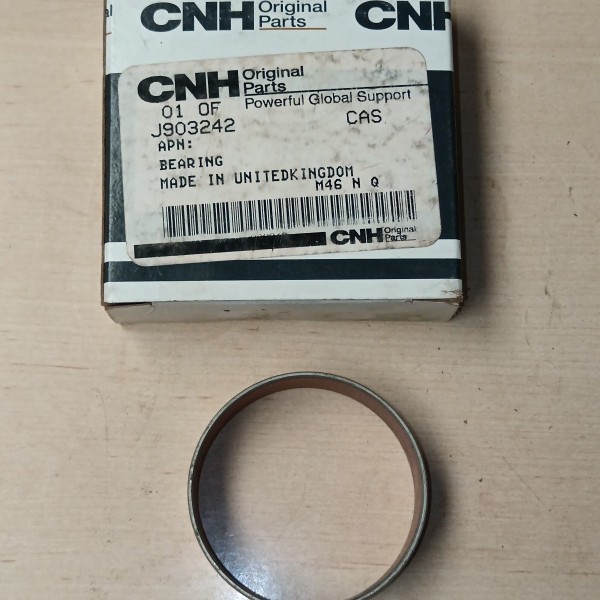 CNH Original Parts CNH
CNH Original Parts
Powerful Global Support
01 OF
J903242 CAS
APN:
BEARING
MADE IN UNITEDKINGDOM
M46 N Q
CNH Original Parts